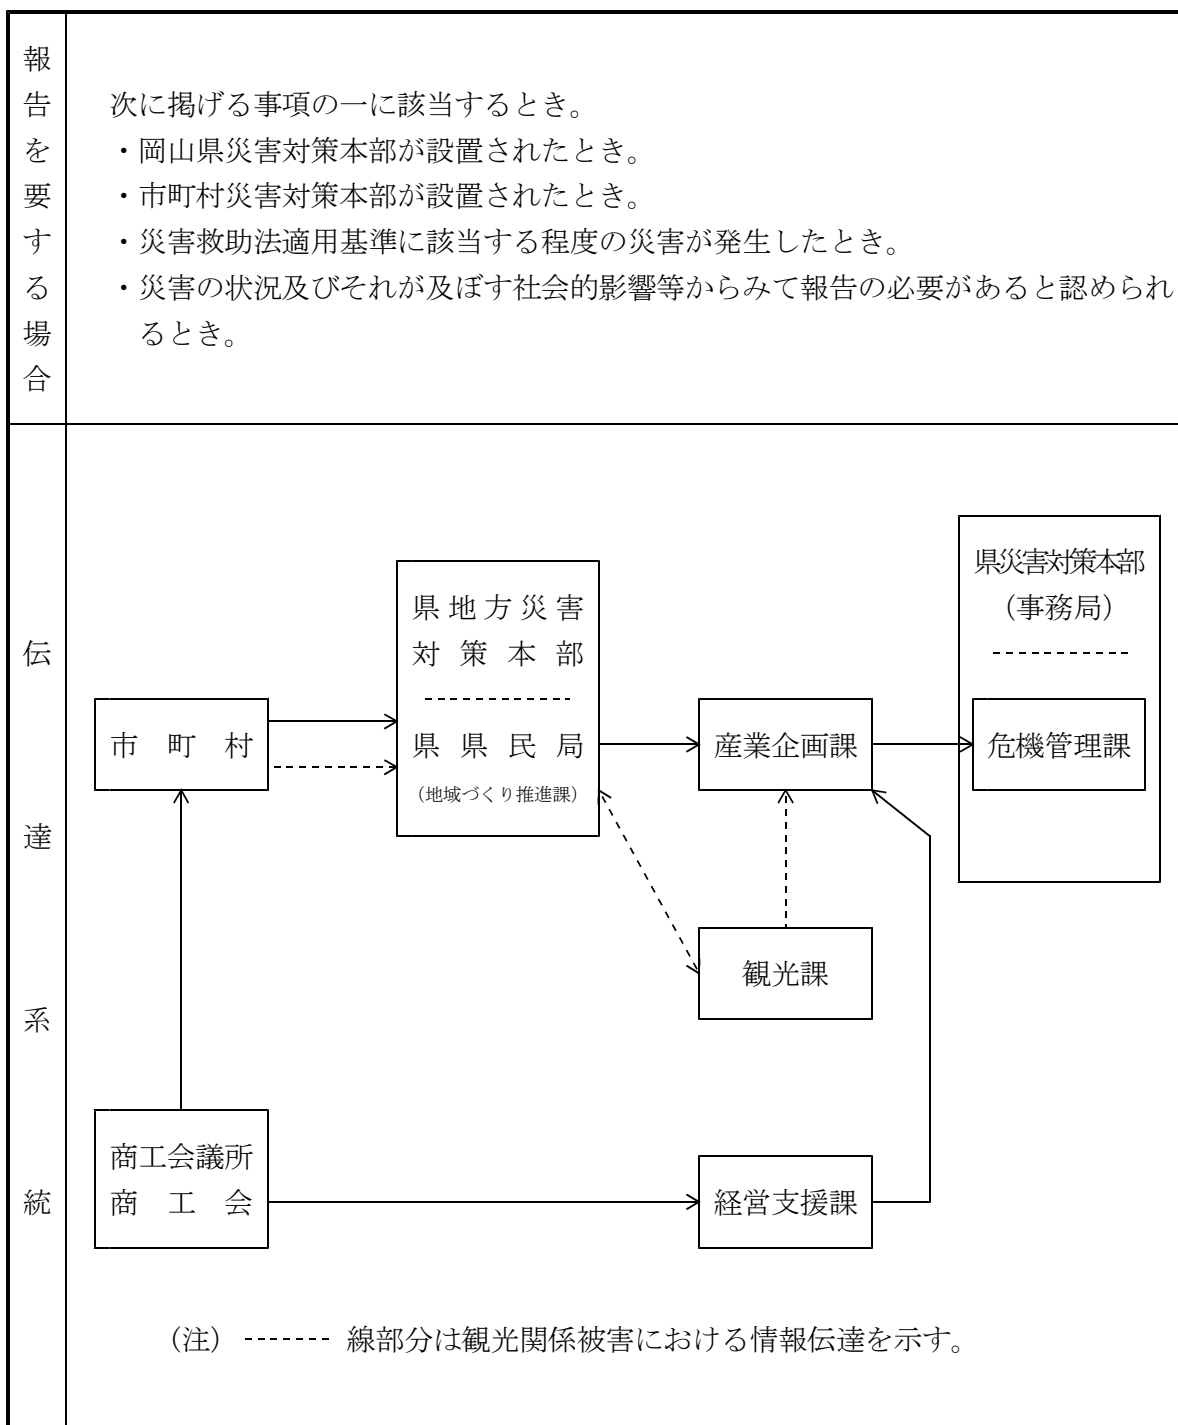 報告を要する場合
次に掲げる事項の一に該当するとき。
・岡山県災害対策本部が設置されたとき。
・市町村災害対策本部が設置されたとき。
・災害救助法適用基準に該当する程度の災害が発生したとき。
・災害の状況及びそれが及ぼす社会的影響等からみて報告の必要があると認められ
るとき。
伝達系統
県災害対策本部
（事務局）
危機管理課
県地方災害
対策本部
県県民局
（地域づくり推進課）
市町村
産業企画課
観光課
商工会議所
商工会
経営支援課
（注） ------- 線部分は観光関係被害における情報伝達を示す。